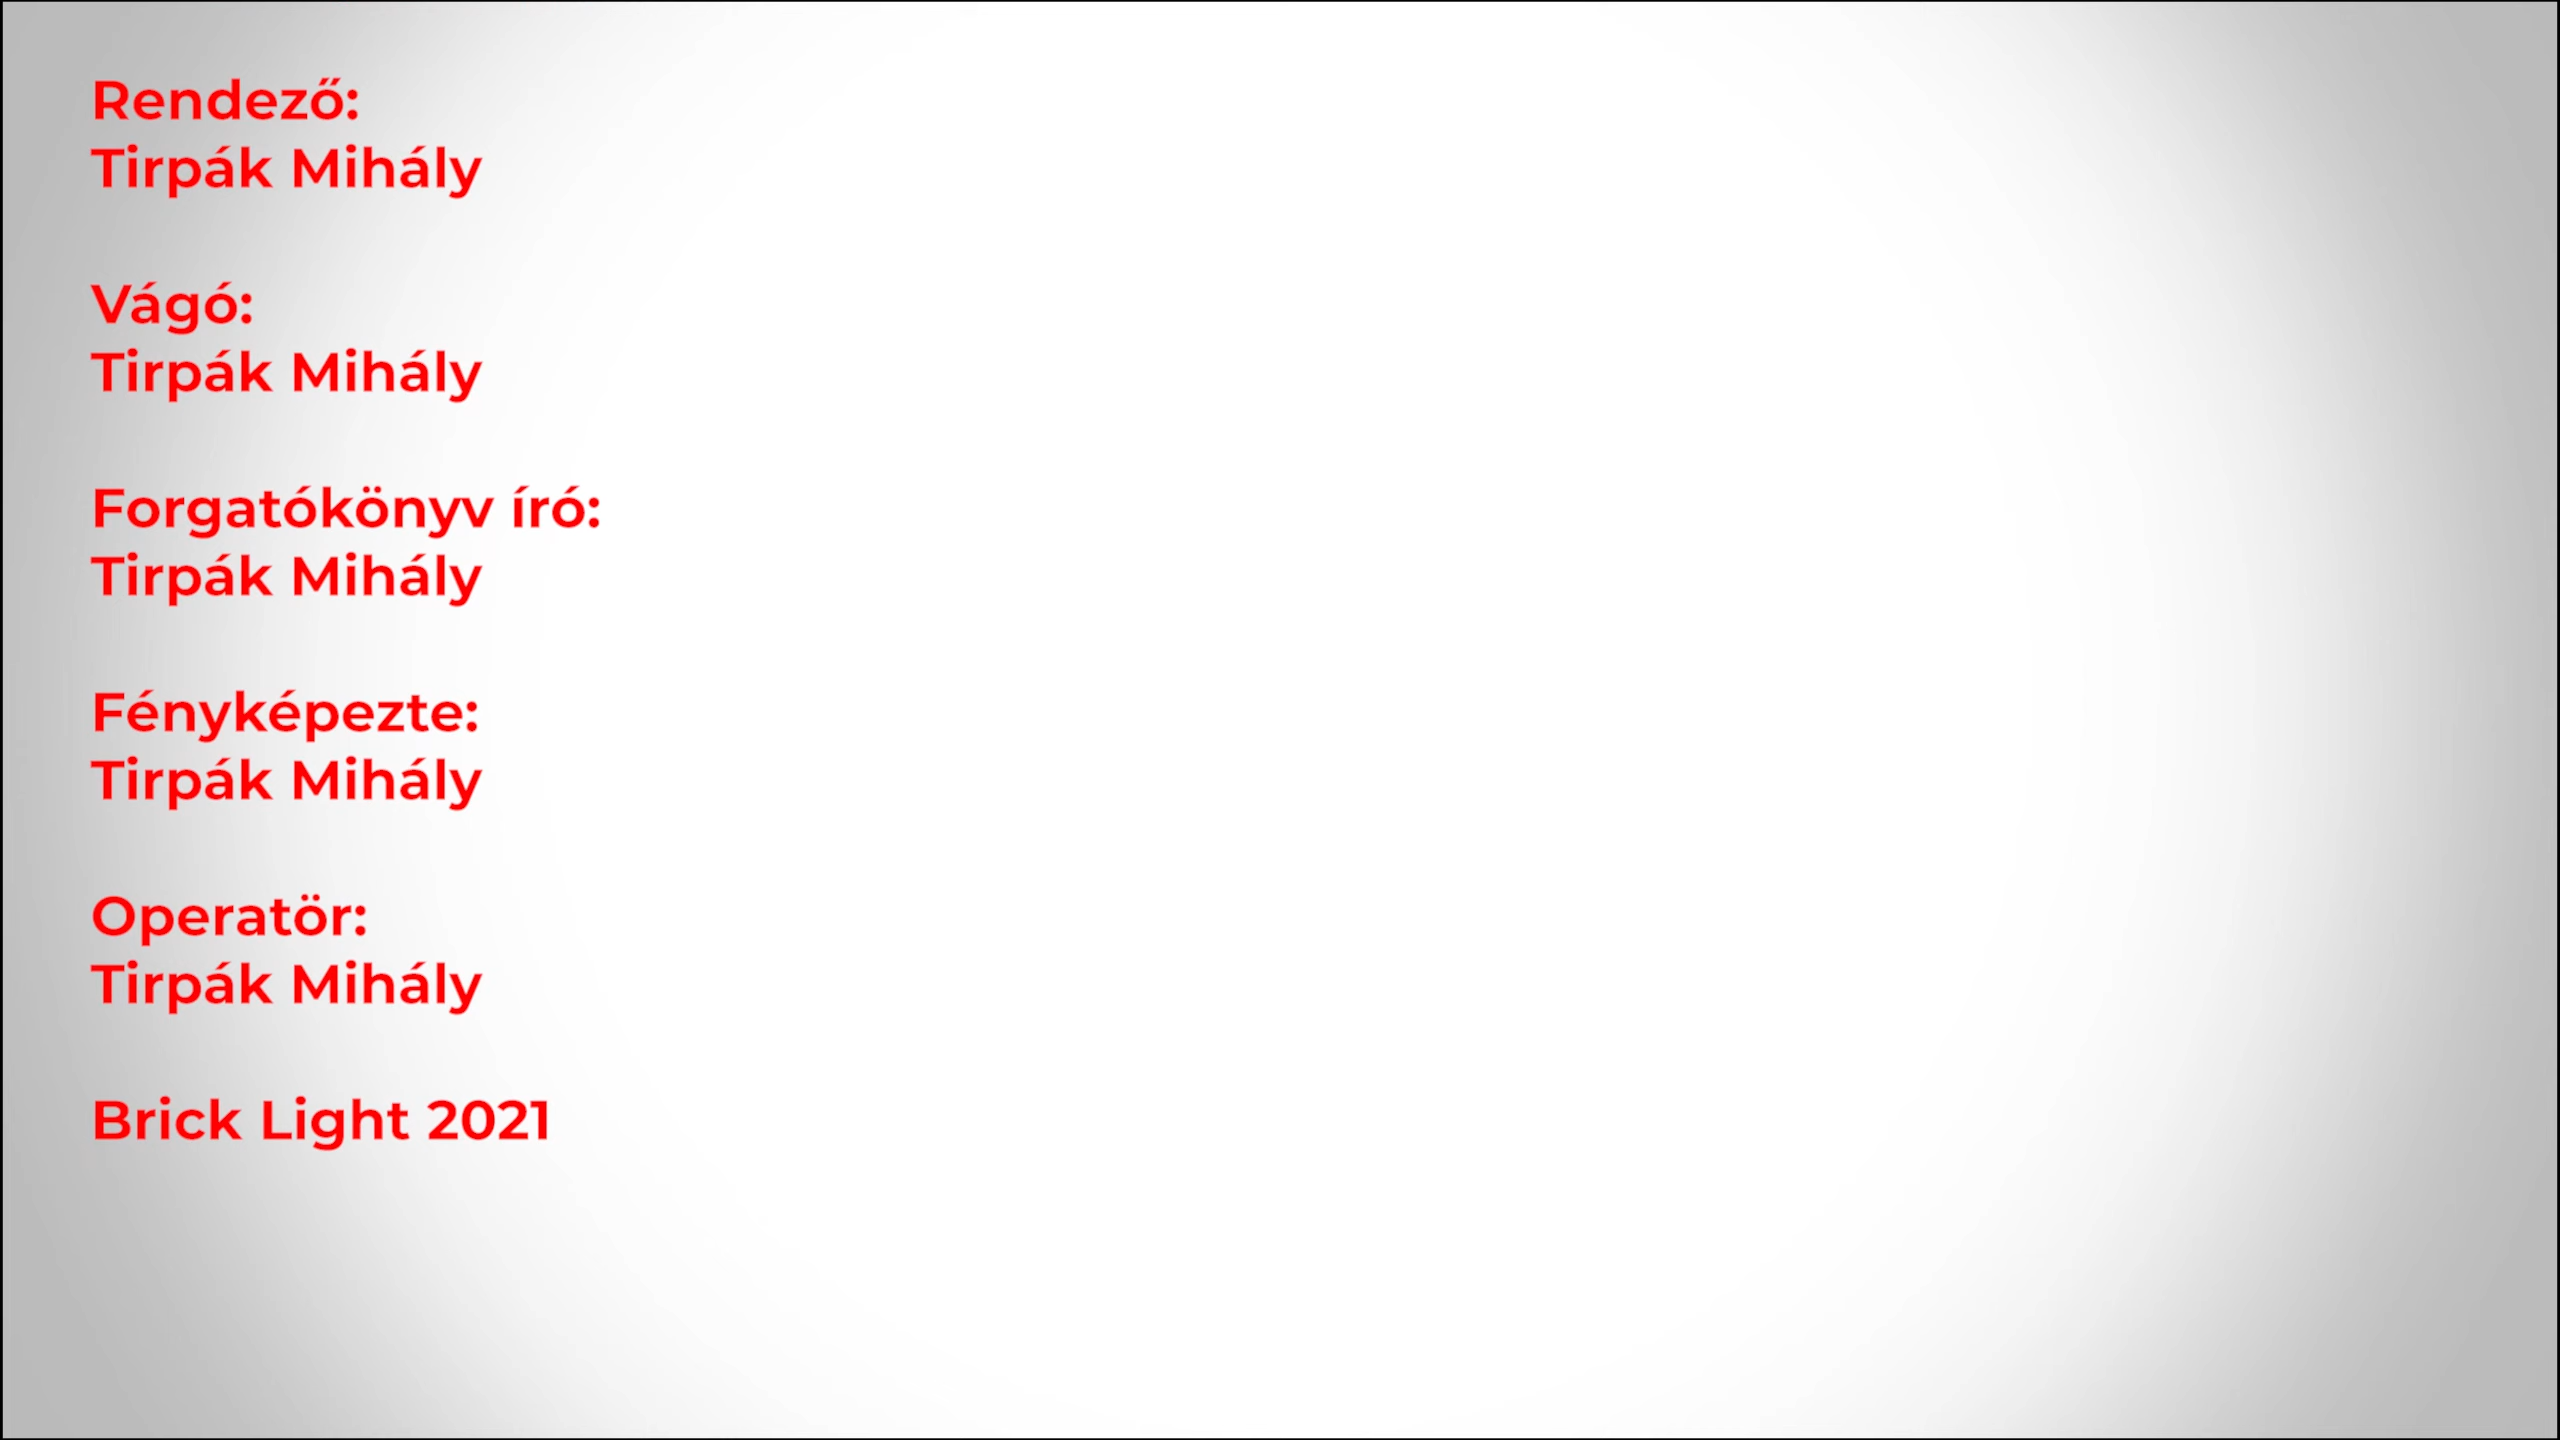 Rendező:
Tirpák Mihály
Vágó:
Tirpák Mihály
Forgatókönyv író:
Tirpák Mihály
Fényképezte:
Tirpák Mihály
Operatör:
Tirpák Mihály
Brick Light 2021